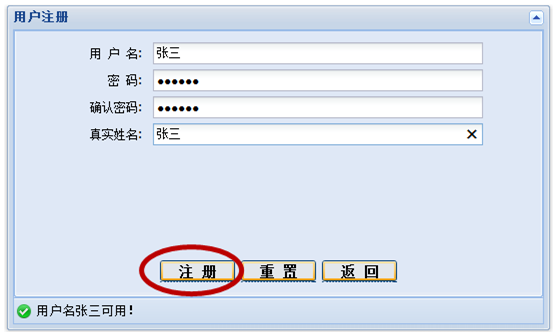 用户注册
用 户 名: 张三
密 码: ●●●●●●
确认密码: ●●●●●●
真实姓名: 张三
注 册 重 置 返 回
用户名张三可用!